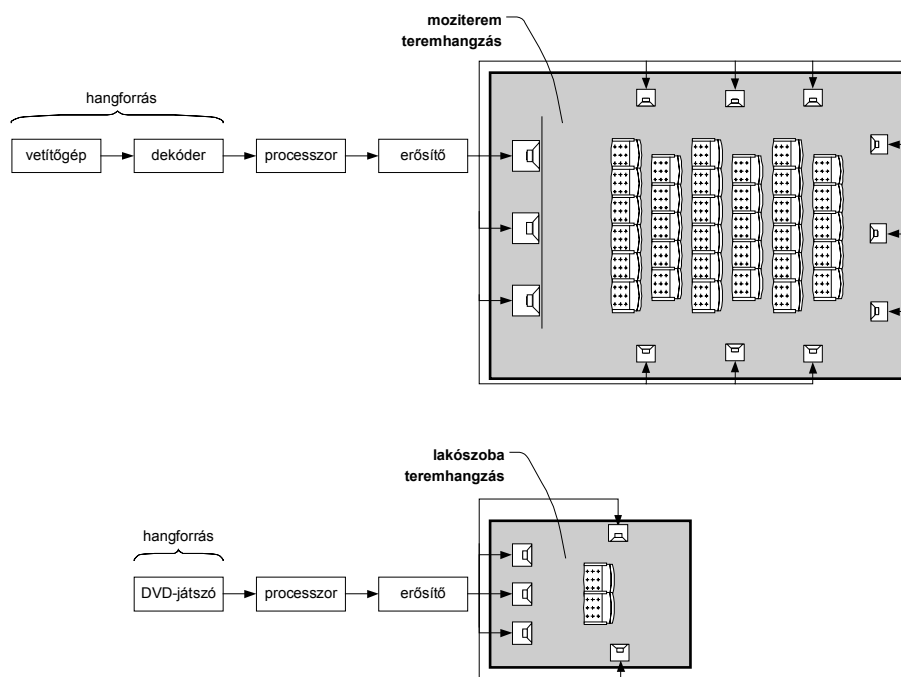 moziterem
teremhangzás
hangforrás
vetítőgép
dekóder
processzor
erősítő
lakószoba
teremhangzás
hangforrás
DVD-játszó
processzor
erősítő